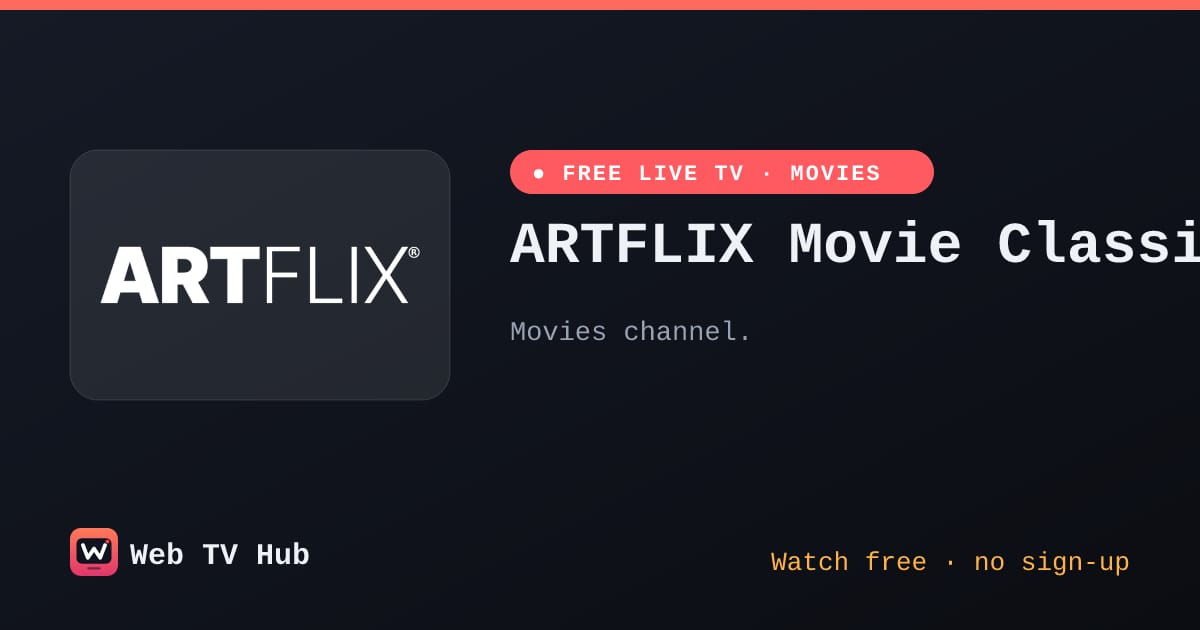 ARTFLIX®
• FREE LIVE TV · MOVIES
ARTFLIX Movie Classi
Movies channel.
W
Web TV Hub
Watch free · no sign-up